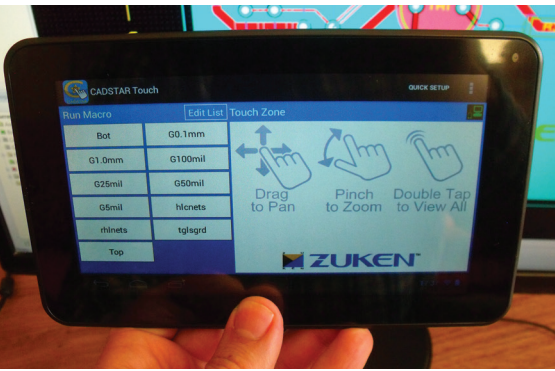 CADSTAR Touch
QUICK SETUP
Run Macro
Edit List
Touch Zone
Bot
G0.1mm
G1.0mm
G100mil
G25mil
G50mil
G5mil
hlcnets
rhlnets
tglsgrd
Top
Drag
to Pan
Pinch
to Zoom
Double Tap
to View All
ZUKEN